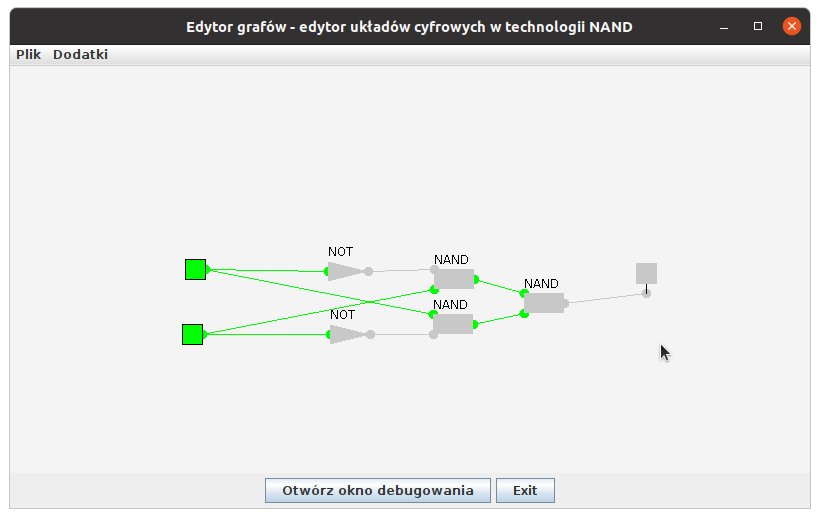 Edytor grafów - edytor układów cyfrowych w technologii NAND
Plik Dodatki
NOT
NAND
NAND
NAND
NOT
Otwórz okno debugowania Exit